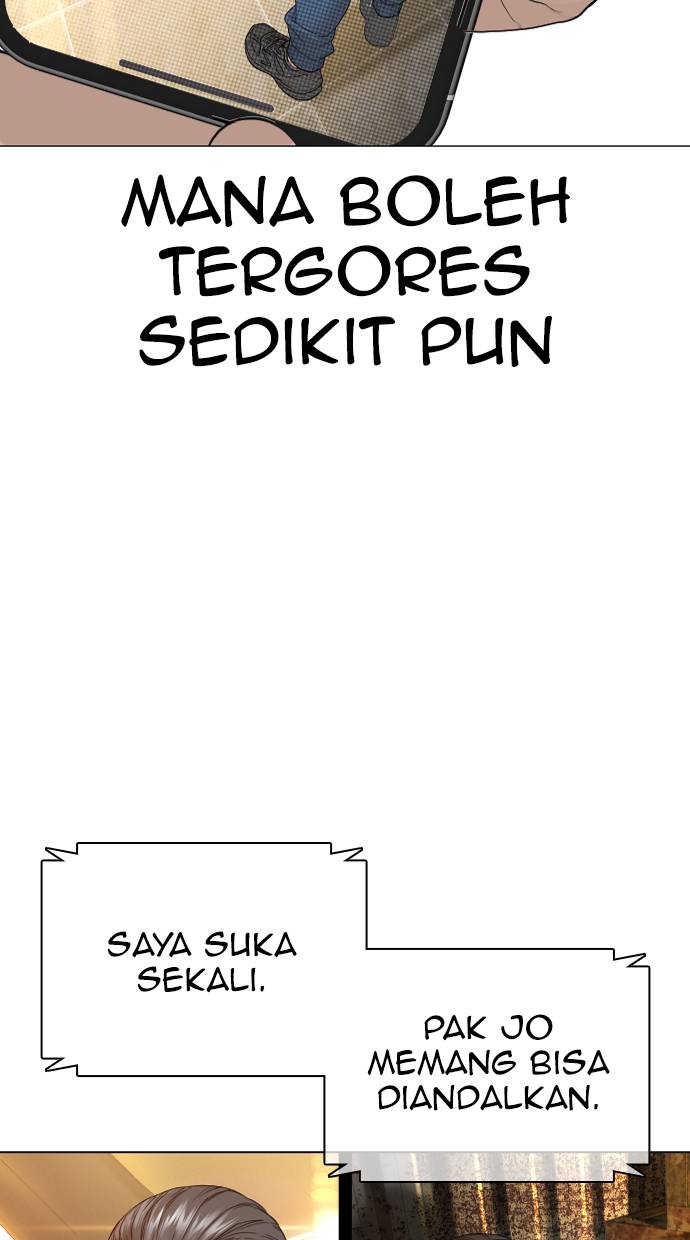 MANA BOLEH
TERGORES
SEDIKIT PUN
SAYA SUKA
SEKALI.
PAK JO
MEMANG BISA
DIANDALKAN.